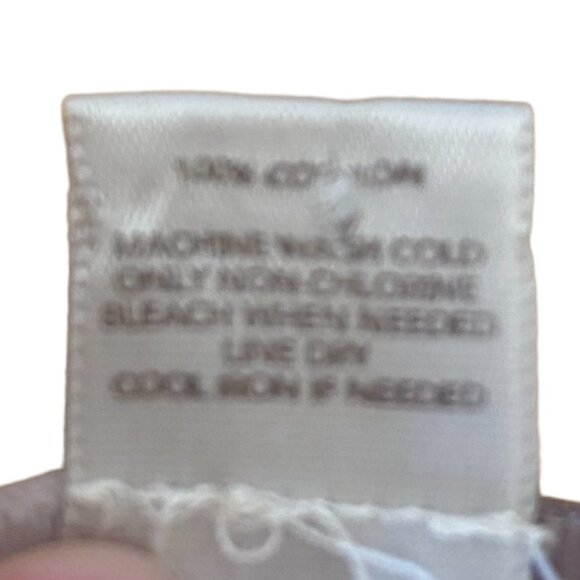 100% COTTON
MACHINE WASH COLD
ONLY NON-CHLORINE
BLEACH WHEN NEEDED
LINE DRY
COOL IRON IF NEEDED